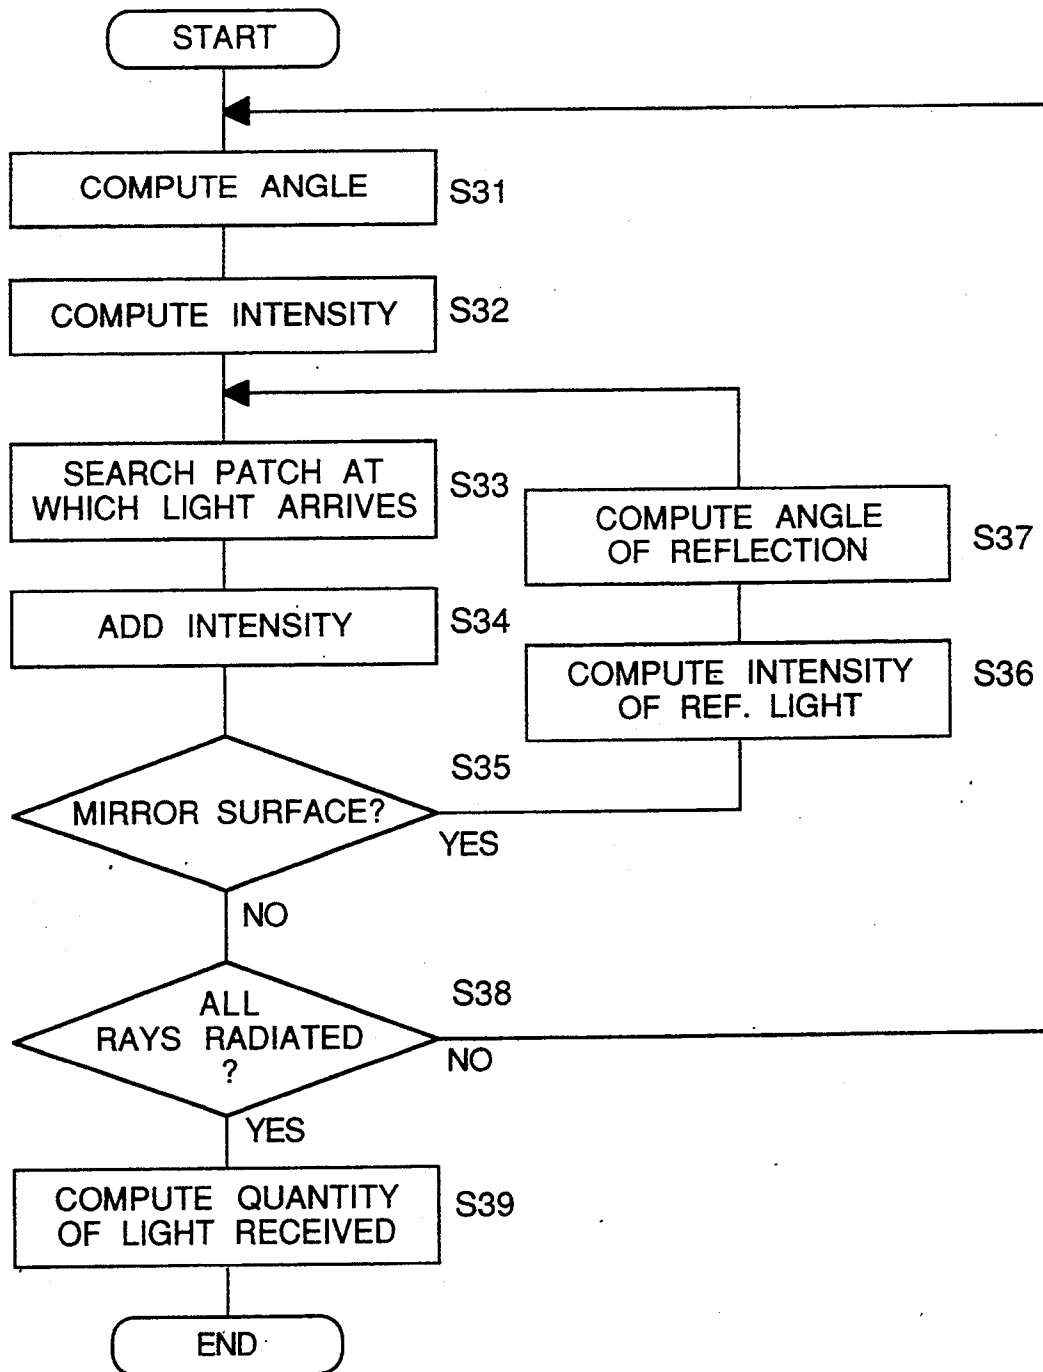 START
COMPUTE ANGLE
S31
COMPUTE INTENSITY
S32
SEARCH PATCH AT
WHICH LIGHT ARRIVES
S33
COMPUTE ANGLE
OF REFLECTION
S37
ADD INTENSITY
S34
COMPUTE INTENSITY
OF REF. LIGHT
S36
S35
MIRROR SURFACE?
YES
NO
S38
ALL
RAYS RADIATED
?
NO
YES
COMPUTE QUANTITY
OF LIGHT RECEIVED
S39
END